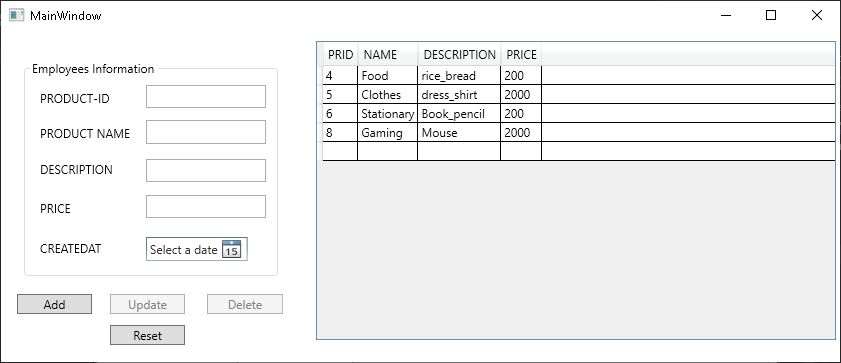 MainWindow
Employees Information
PRODUCT-ID
PRODUCT NAME
DESCRIPTION
PRICE
CREATEDAT Select a date 15
Add Update Delete
Reset
PRID NAME DESCRIPTION PRICE
4 Food rice_bread 200
5 Clothes dress_shirt 2000
6 Stationary Book_pencil 200
8 Gaming Mouse 2000